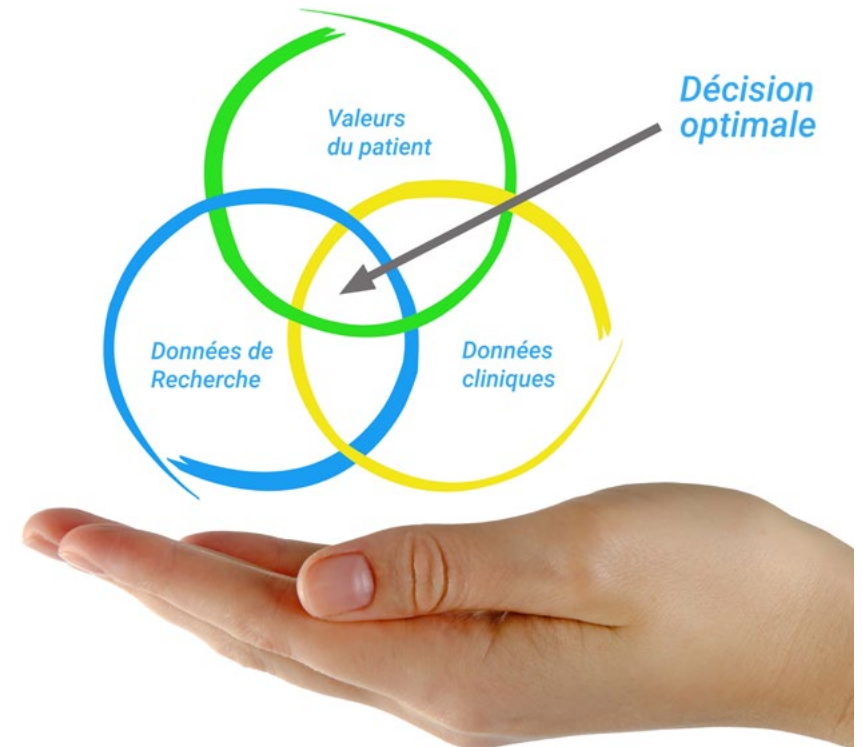 Valeurs
du patient
Décision
optimale
Données de
Recherche
Données
cliniques